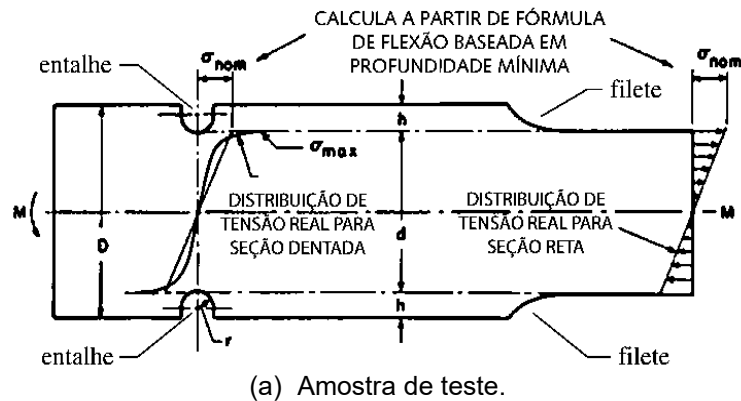 CALCULA A PARTIR DE FÓRMULA
DE FLEXÃO BASEADA EM
PROFUNDIDADE MÍNIMA
σnom
σnom
entalhe
filete
h
σmax
M
D
DISTRIBUIÇÃO DE
TENSÃO REAL PARA
SEÇÃO DENTADA
d
DISTRIBUIÇÃO DE
TENSÃO REAL PARA
SEÇÃO RETA
M
h
r
entalhe
filete
(a) Amostra de teste.